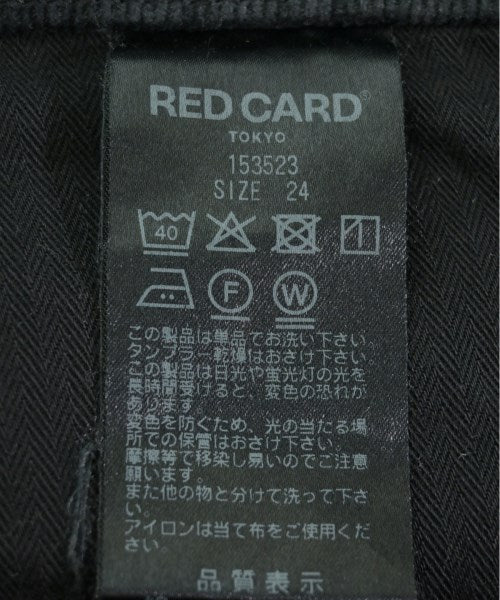 RED CARD®
TOKYO
153523
SIZE 24
40
F W
この製品は単品でお洗い下さい。
タンブラー乾燥はおさけ下さい。
この製品は日光や蛍光灯の光を
長時間受けると、変色の恐れが
あります。
変色を防ぐため、光の当たる場
所での保管はおさけ下さい。
摩擦等で移染し易いのでご注意
願います。
また他の物と分けて洗って下さ
い。
アイロンは当て布をご使用くだ
さい。
品質表示